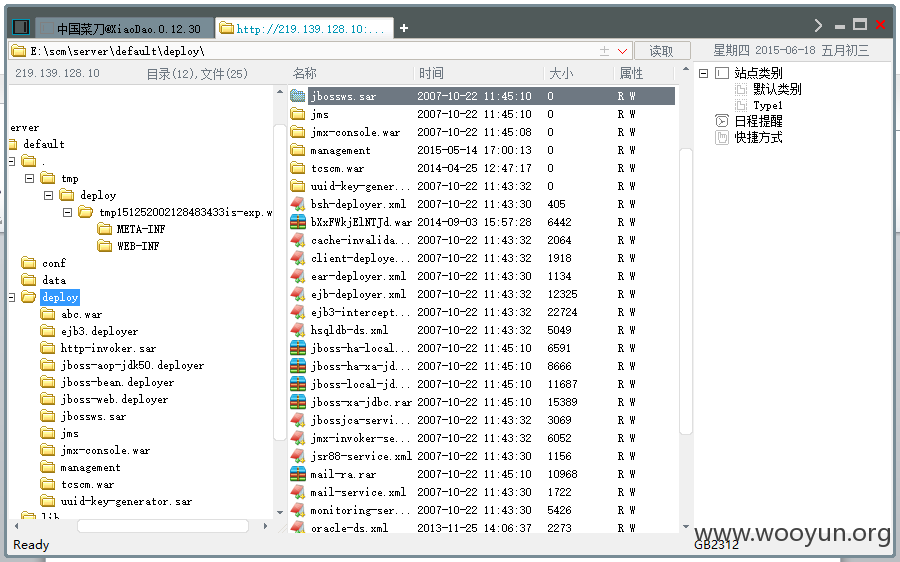 中国菜刀@XiaoDao.0.12.30
http://219.139.128.10:...
+
E:\scm\server\default\deploy\
读取
星期四 2015-06-18 五月初三
219.139.128.10
目录(12),文件(25)
名称 时间 大小 属性
erver
default
.
tmp
deploy
tmp151252002128483433is-exp.w
META-INF
WEB-INF
conf
data
deploy
abc.war
ejb3.deployer
http-invoker.sar
jboss-aop-jdk50.deployer
jboss-bean.deployer
jboss-web.deployer
jbossws.sar
jms
jmx-console.war
management
tcscm.war
uuid-key-generator.sar
lib
jbossws.sar 2007-10-22 11:45:10 0 R W
jms 2007-10-22 11:45:10 0 R W
jmx-console.war 2007-10-22 11:45:08 0 R W
management 2015-05-14 17:00:13 0 R W
tcscm.war 2014-04-25 12:47:17 0 R W
uuid-key-gener... 2007-10-22 11:43:32 0 R W
bsh-deployer.xml 2007-10-22 11:43:30 405 R W
bXxFWkjElNTJd.war 2014-09-03 15:57:28 6442 R W
cache-invalida... 2007-10-22 11:43:32 2064 R W
client-deploye... 2007-10-22 11:43:32 1918 R W
ear-deployer.xml 2007-10-22 11:43:30 1134 R W
ejb-deployer.xml 2007-10-22 11:43:32 12325 R W
ejb3-intercept... 2007-10-22 11:43:32 22724 R W
hsqldb-ds.xml 2007-10-22 11:43:32 5049 R W
jboss-ha-local... 2007-10-22 11:45:10 6591 R W
jboss-ha-xa-jd... 2007-10-22 11:45:10 8666 R W
jboss-local-jd... 2007-10-22 11:45:10 11687 R W
jboss-xa-jdbc.rar 2007-10-22 11:45:10 15389 R W
jbossjca-servi... 2007-10-22 11:43:32 3069 R W
jmx-invoker-se... 2007-10-22 11:43:32 6052 R W
jsr88-service.xml 2007-10-22 11:43:30 1156 R W
mail-ra.rar 2007-10-22 11:45:10 10968 R W
mail-service.xml 2007-10-22 11:43:30 1722 R W
monitoring-ser... 2007-10-22 11:43:30 5426 R W
oracle-ds.xml 2013-11-25 14:06:37 2273 R W
站点类别
默认类别
Type1
日程提醒
快捷方式
Ready
GB2312
www.wooyun.org